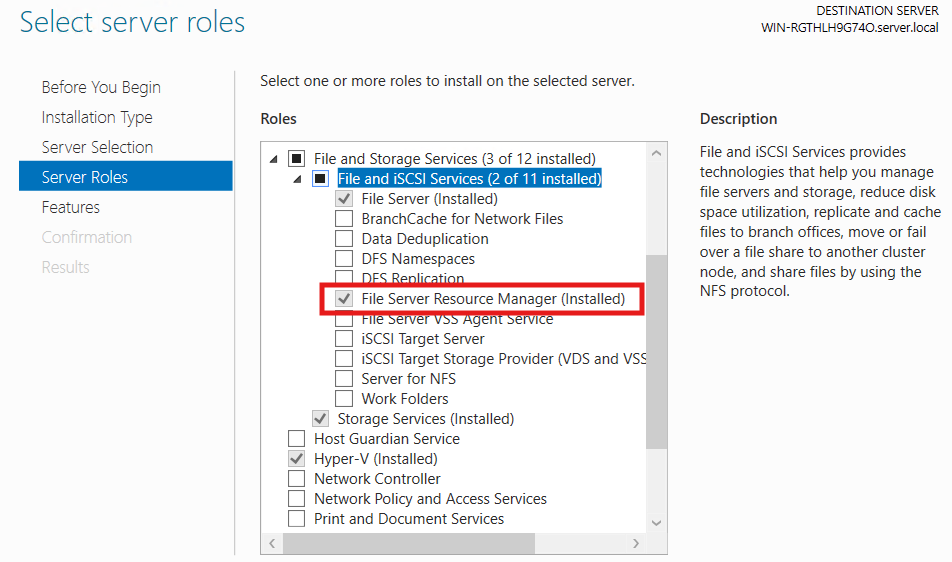 Select server roles
DESTINATION SERVER
WIN-RGTHLH9G74O.server.local
Before You Begin
Installation Type
Server Selection
Server Roles
Features
Confirmation
Results
Select one or more roles to install on the selected server.
Roles
File and Storage Services (3 of 12 installed)
File and iSCSI Services (2 of 11 installed)
File Server (Installed)
BranchCache for Network Files
Data Deduplication
DFS Namespaces
DFS Replication
File Server Resource Manager (Installed)
File Server VSS Agent Service
iSCSI Target Server
iSCSI Target Storage Provider (VDS and VSS
Server for NFS
Work Folders
Storage Services (Installed)
Host Guardian Service
Hyper-V (Installed)
Network Controller
Network Policy and Access Services
Print and Document Services
Description
File and iSCSI Services provides
technologies that help you manage
file servers and storage, reduce disk
space utilization, replicate and cache
files to branch offices, move or fail
over a file share to another cluster
node, and share files by using the
NFS protocol.